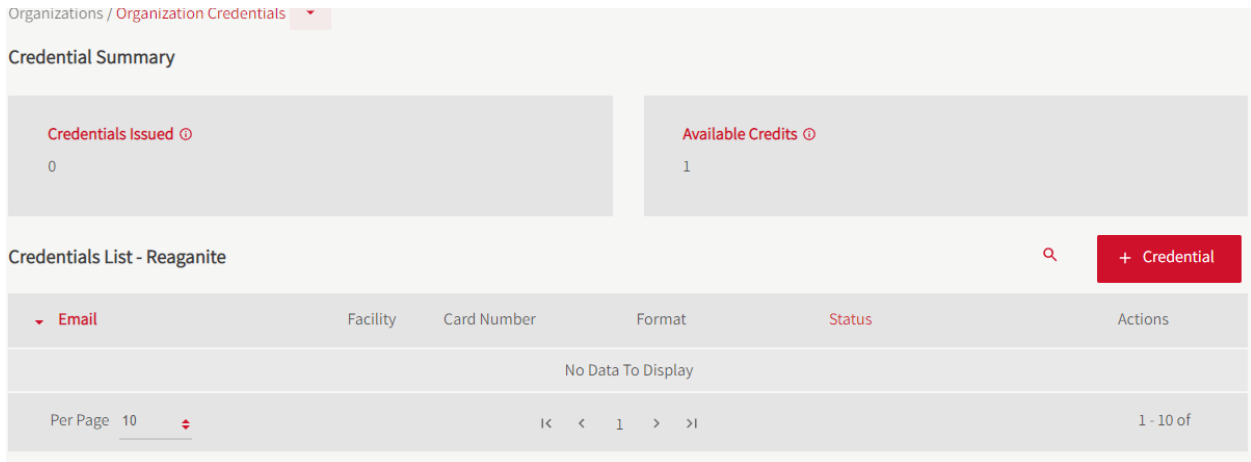 Organizations / Organization Credentials
Credential Summary
Credentials Issued
0
Available Credits
1
Credentials List - Reaganite
+ Credential
Email Facility Card Number Format Status Actions
No Data To Display
Per Page 10 1 1 - 10 of